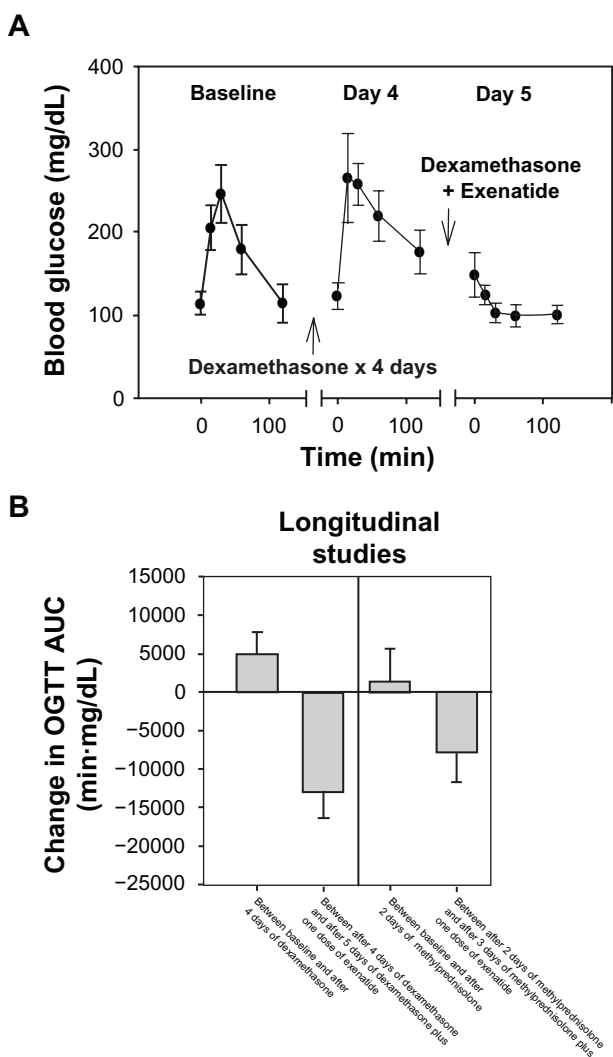 A
Blood glucose (mg/dL)
400
300
200
100
0
Baseline
Day 4
Day 5
Dexamethasone
+ Exenatide
Dexamethasone x 4 days
0
100
0
100
0
100
Time (min)
B
Longitudinal
studies
Change in OGTT AUC
(min·mg/dL)
15000
10000
5000
0
−5000
−10000
−15000
−20000
−25000
Between baseline and after
4 days of dexamethasone
Between after 4 days of dexamethasone
and after 5 days of dexamethasone plus
one dose of exenatide
Between baseline and after
2 days of methylprednisolone
Between after 2 days of methylprednisolone
and after 3 days of methylprednisolone plus
one dose of exenatide